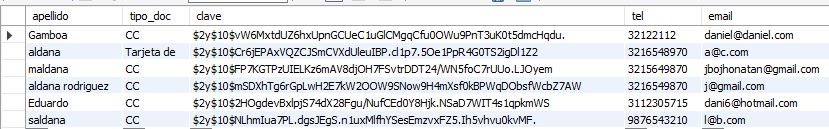 apellido tipo_doc clave tel email
Gamboa CC $2y$10$vW6MxtdUZ6hxUpnGCUeC1uGlCMgqCfu0OWu9PnT3uK0t5dmcHqdu. 32122112 daniel@daniel.com
aldana Tarjeta de $2y$10$Cr6jEPAxVQZCJSmCVXdUleuIBP.d1p7.5Oe1PpR4G0TS2igDl1Z2 3216548970 a@c.com
maldana CC $2y$10$FP7KGTPzUIELKz6mAV8djOH7FSvtrDDT24/WN5foC7rUUo.LJOyem 3215649870 jbojhonatan@gmail.com
aldana rodriguez CC $2y$10$mSDXhTg6rGpLwH2E7kW2OOW9SNow9H4mXsf0kBPWqDObsfWcbZ7AW 3216549870 j@gmail.com
Eduardo CC $2y$10$2HOgdevBxlpjS74dX28Fgu/NufCEd0Y8Hjk.NSaD7WIT4s1qpkmWS 3112305715 dani6@hotmail.com
saldana CC $2y$10$NLhmIua7PL.dgsJEgS.n1uxMlfhYSesEmzvxFZ5.Ih5vhvu0kvMF. 9876543210 l@b.com